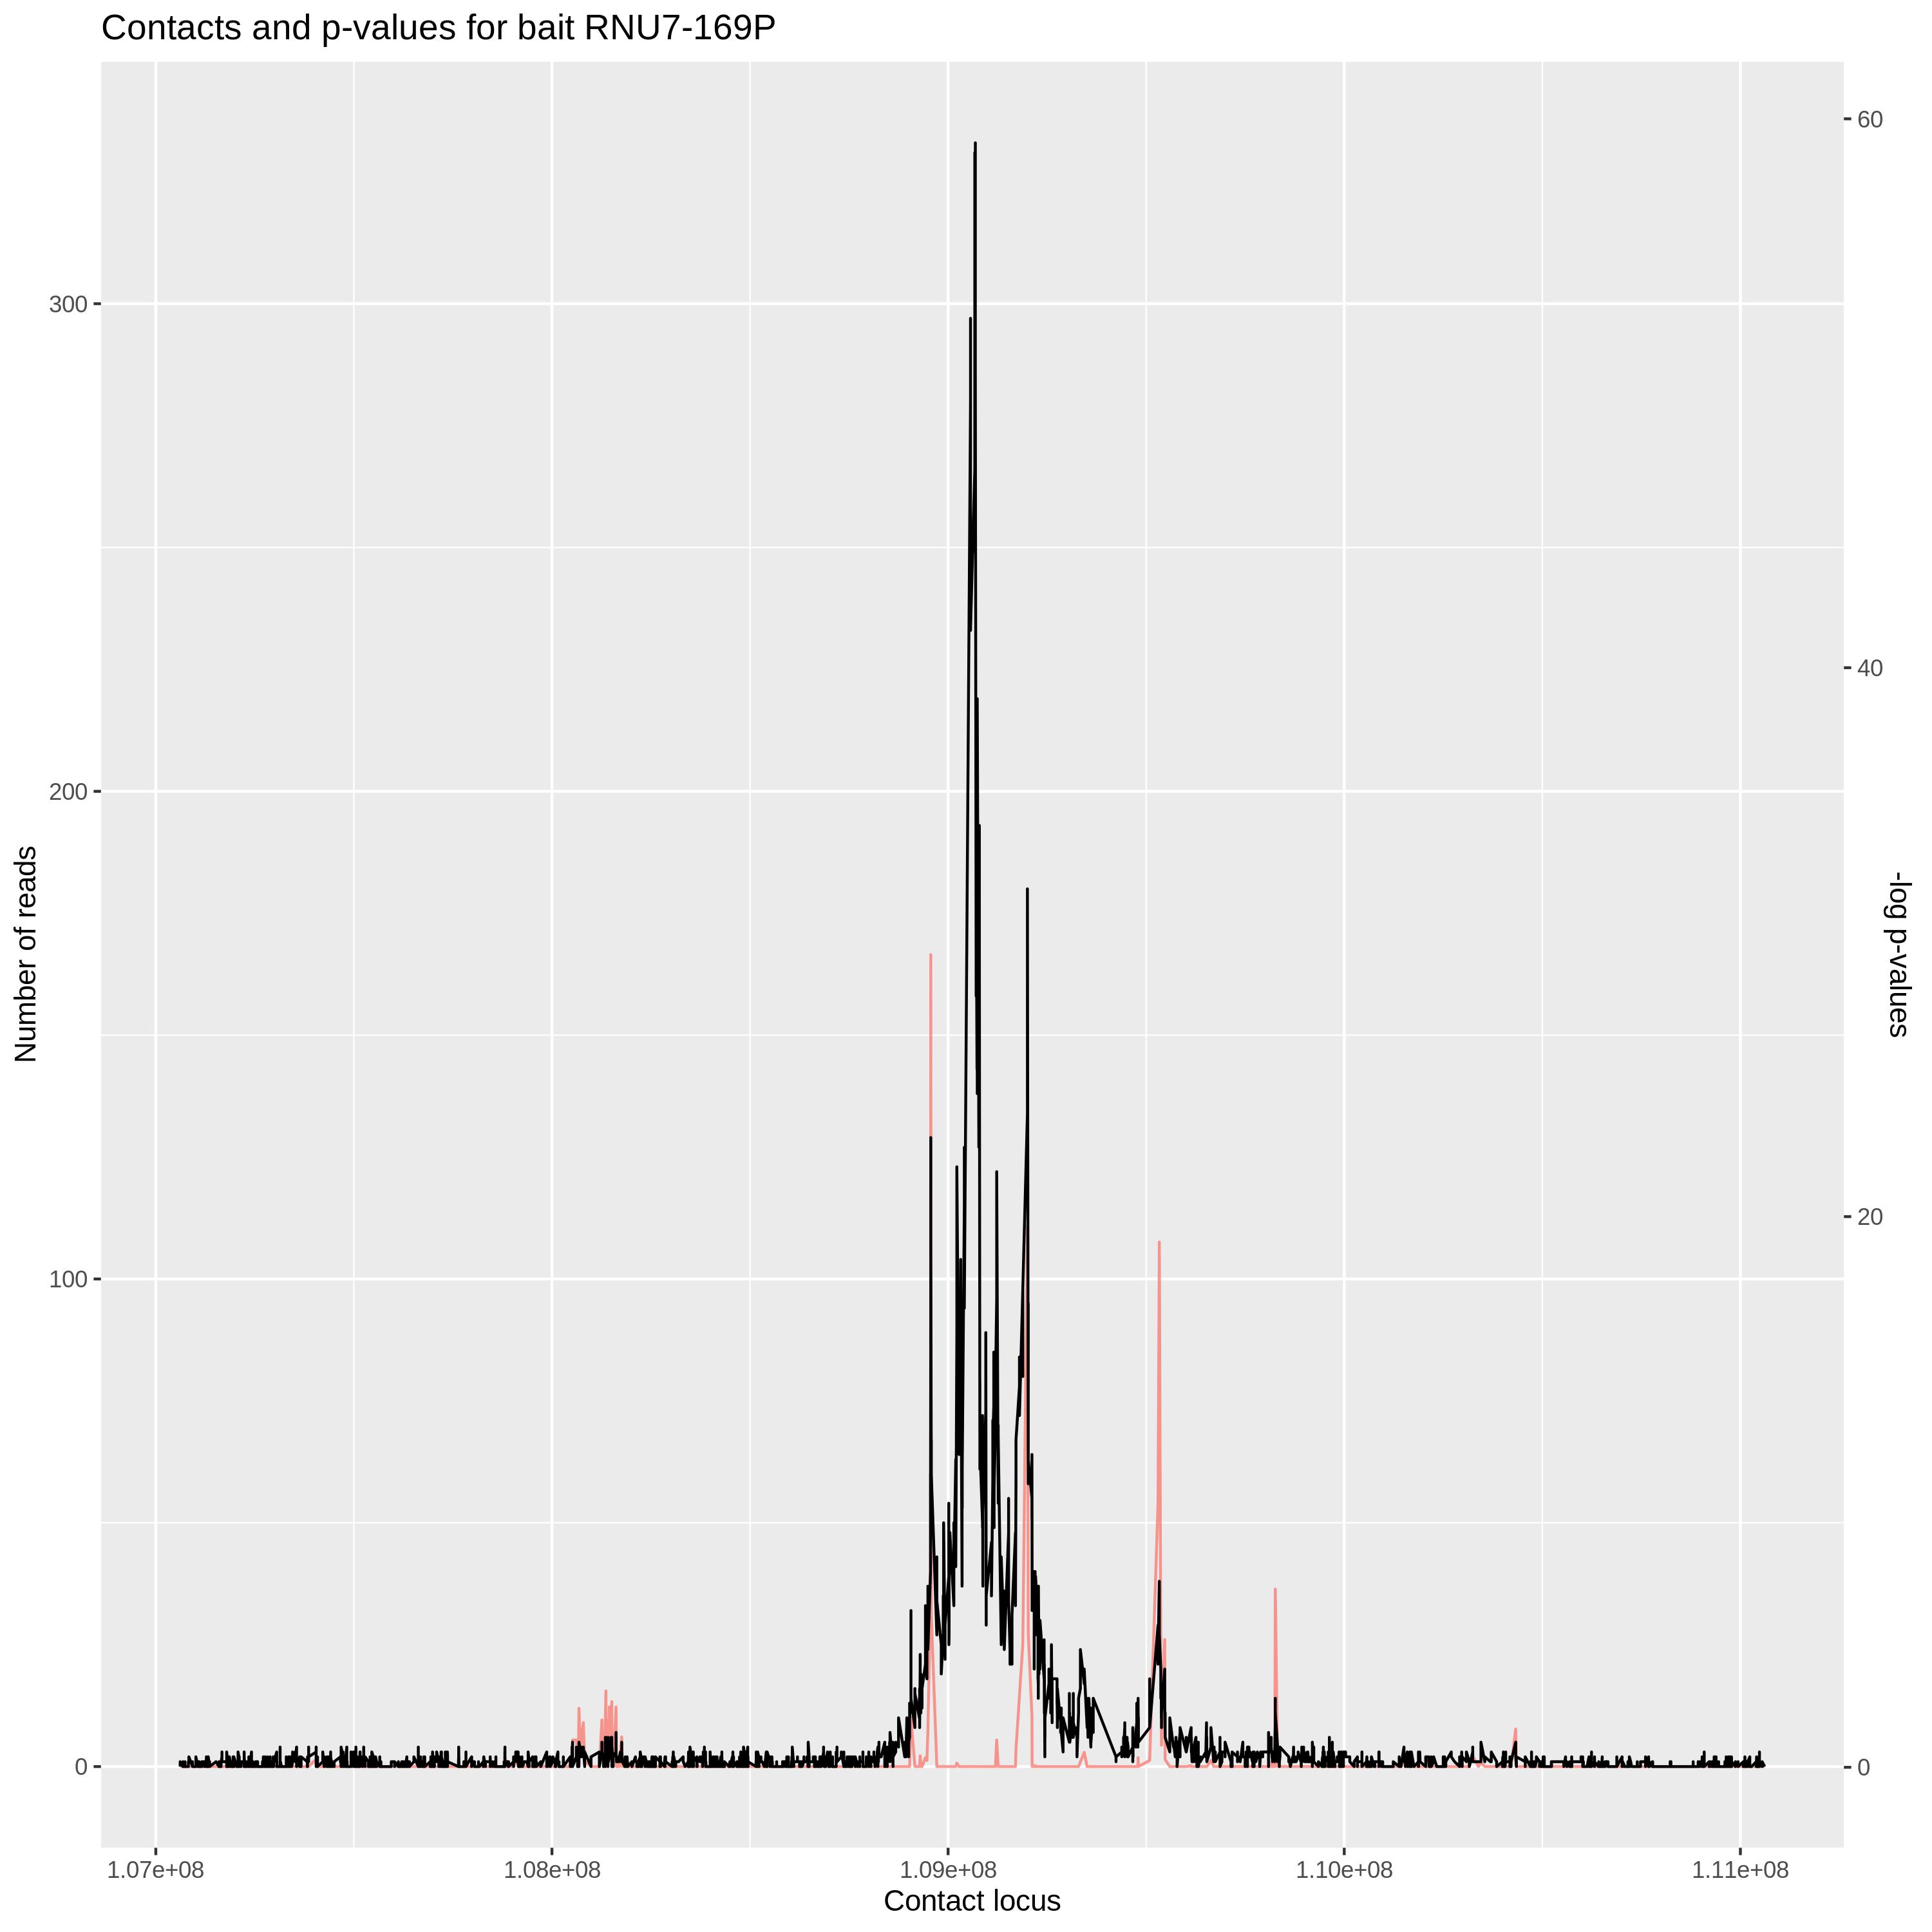 Contacts and p-values for bait RNU7-169P
60
300
40
200
Number of reads
-log p-values
20
100
0
0
1.07e+08
1.08e+08
1.09e+08
1.10e+08
1.11e+08
Contact locus